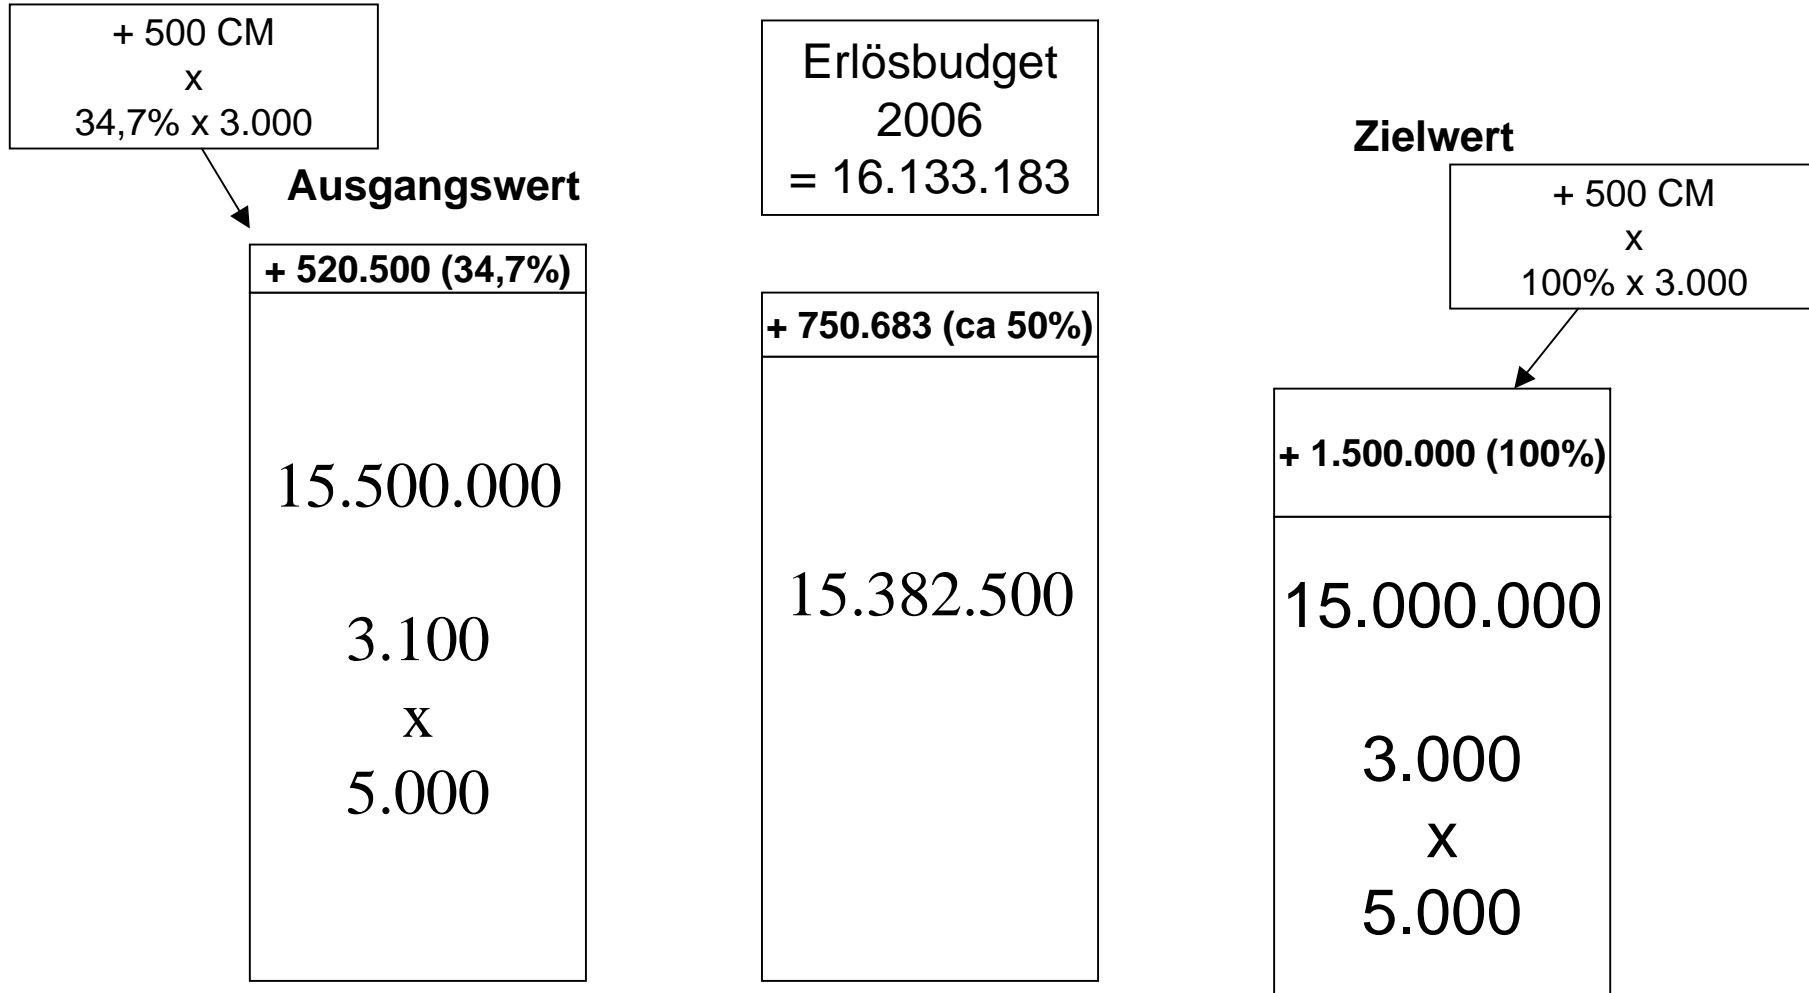 + 500 CM
x
34,7% x 3.000
Ausgangswert
+ 520.500 (34,7%)
15.500.000
3.100
x
5.000
Erlösbudget
2006
= 16.133.183
+ 750.683 (ca 50%)
15.382.500
Zielwert
+ 500 CM
x
100% x 3.000
+ 1.500.000 (100%)
15.000.000
3.000
x
5.000